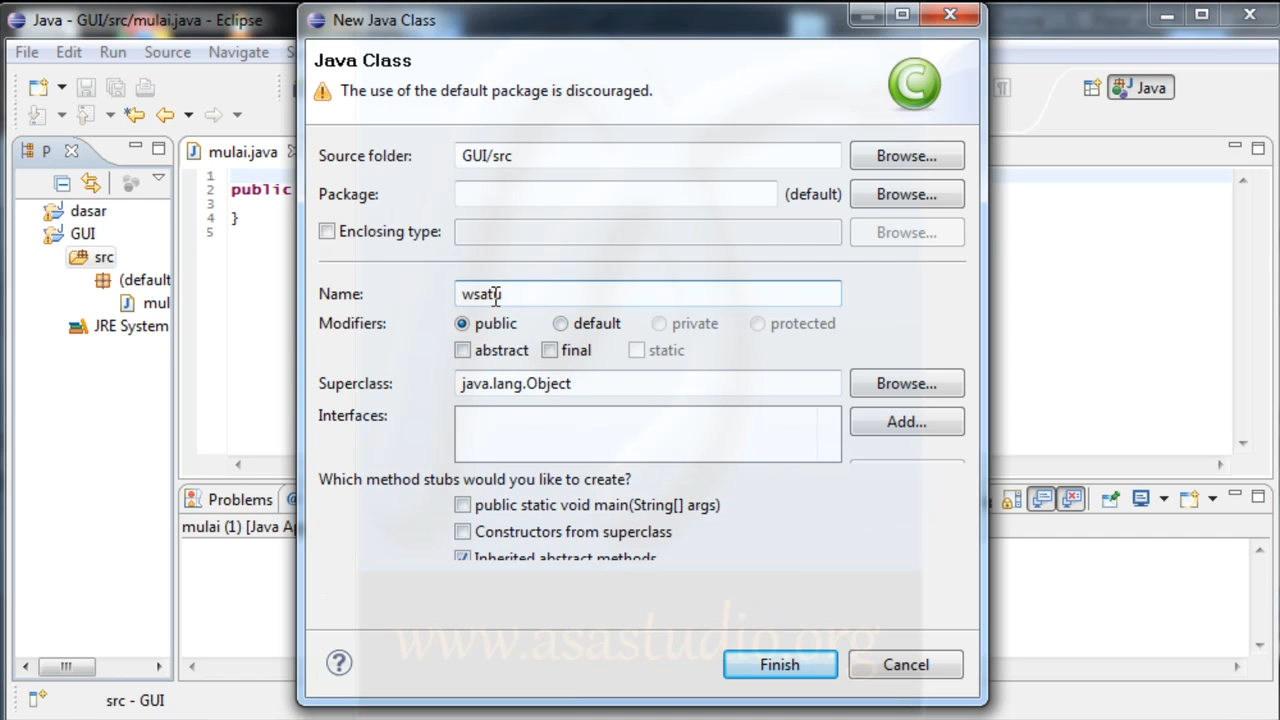 Java - GUI/src/mulai.java - Eclipse
New Java Class
File Edit Run Source Navigate S
Java Class
The use of the default package is discouraged.
Java
P
mulai.java
Source folder: GUI/src Browse...
Package: (default) Browse...
Enclosing type: Browse...
dasar
GUI
src
(default
mul
JRE System
1
2 public
3
4 }
5
Name: wsatu
Modifiers: public default private protected
abstract final static
Superclass: java.lang.Object Browse...
Interfaces: Add...
Which method stubs would you like to create?
public static void main(String[] args)
Constructors from superclass
Inherited abstract methods
Problems @
mulai (1) [Java Ap
www.asastudio.org
Finish Cancel
src - GUI